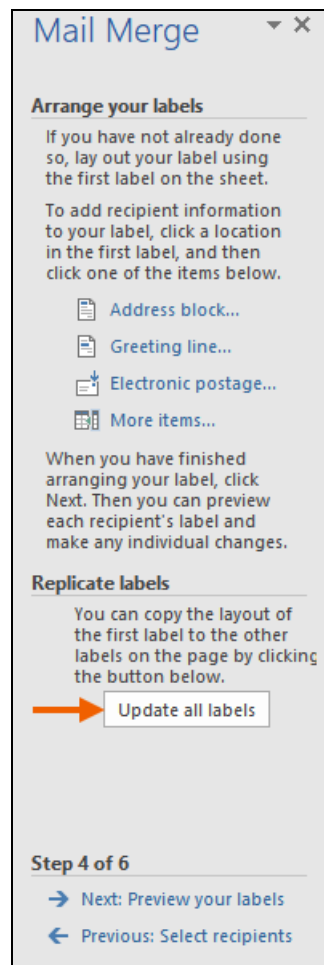 Mail Merge
Arrange your labels
If you have not already done
so, lay out your label using
the first label on the sheet.
To add recipient information
to your label, click a location
in the first label, and then
click one of the items below.
Address block...
Greeting line...
Electronic postage...
More items...
When you have finished
arranging your label, click
Next. Then you can preview
each recipient's label and
make any individual changes.
Replicate labels
You can copy the layout of
the first label to the other
labels on the page by clicking
the button below.
Update all labels
Step 4 of 6
Next: Preview your labels
Previous: Select recipients